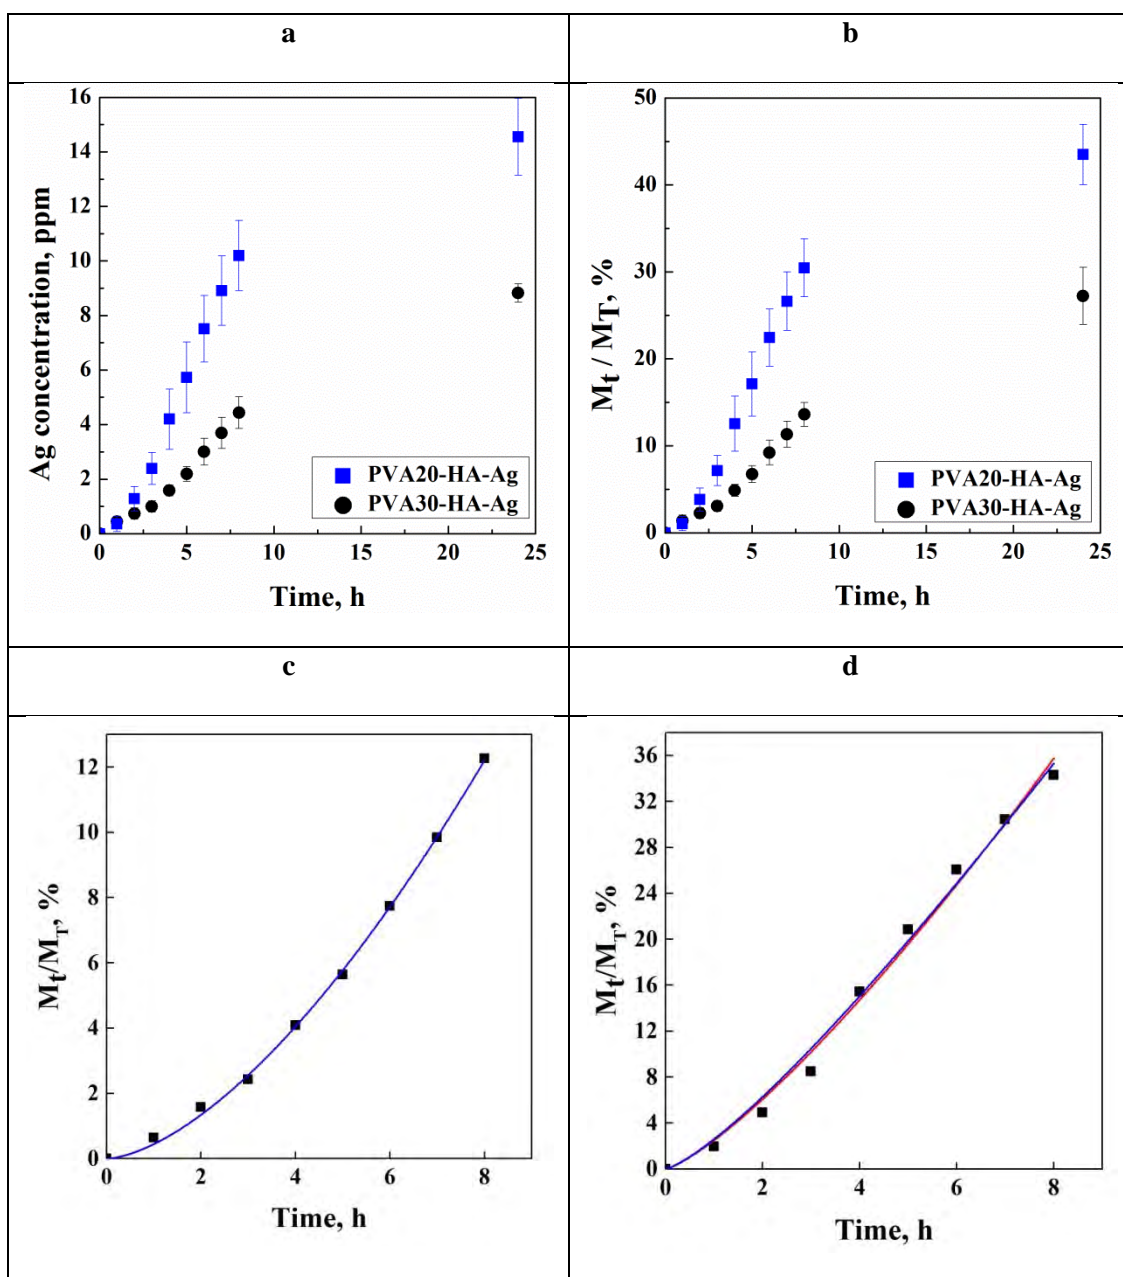 a
b
16
14
12
10
8
6
4
2
0
Ag concentration, ppm
PVA20-HA-Ag
PVA30-HA-Ag
0 5 10 15 20 25
Time, h
50
40
30
20
10
0
Mt / MT, %
PVA20-HA-Ag
PVA30-HA-Ag
0 5 10 15 20 25
Time, h
c
d
12
10
8
6
4
2
0
Mt/MT, %
0 2 4 6 8
Time, h
36
32
28
24
20
16
12
8
4
0
Mt/MT, %
0 2 4 6 8
Time, h